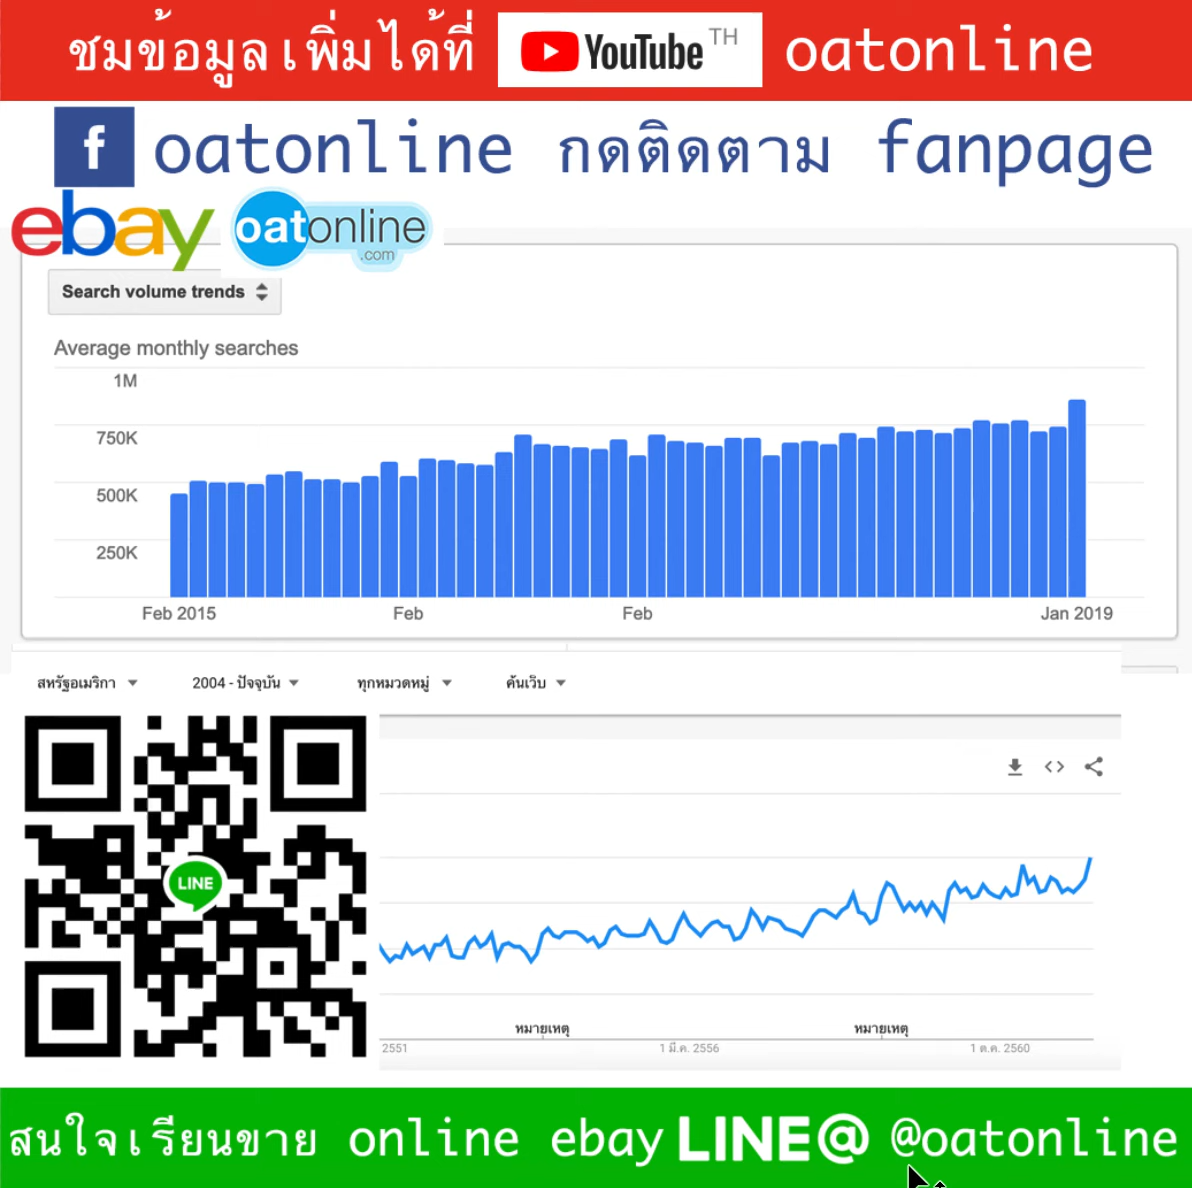 ชมข้อมูลเพิ่มได้ที่ YouTube TH oatonline
f oatonline กดติดตาม fanpage
ebay oatonline
.com
Search volume trends
Average monthly searches
1M
750K
500K
250K
Feb 2015 Feb Feb Jan 2019
สหรัฐอเมริกา 2004 - ปัจจุบัน ทุกหมวดหมู่ ค้นเว็บ
LINE
หมายเหตุ หมายเหตุ
2551 1 มี.ค. 2556 1 ต.ค. 2560
สนใจเรียนขาย online ebay LINE@ @oatonline